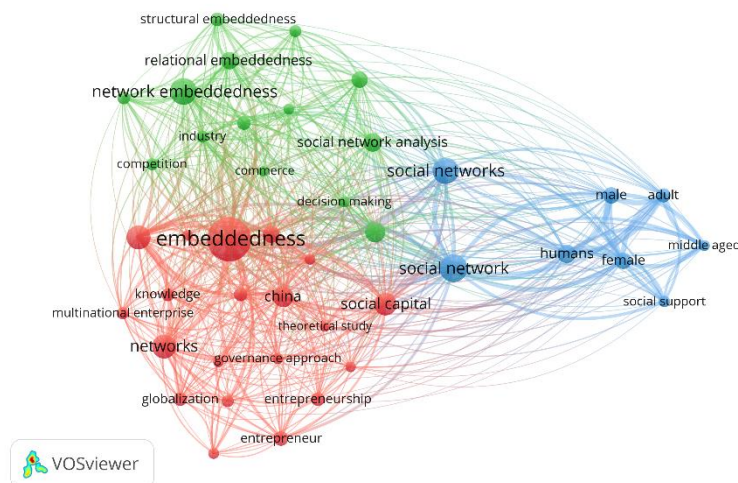 structural embeddedness
relational embeddedness
network embeddedness
industry
social network analysis
competition
commerce
social networks
decision making
male
adult
embeddedness
middle aged
humans
female
social network
knowledge
china
social capital
social support
multinational enterprise
theoretical study
networks
governance approach
globalization
entrepreneurship
entrepreneur
VOSviewer